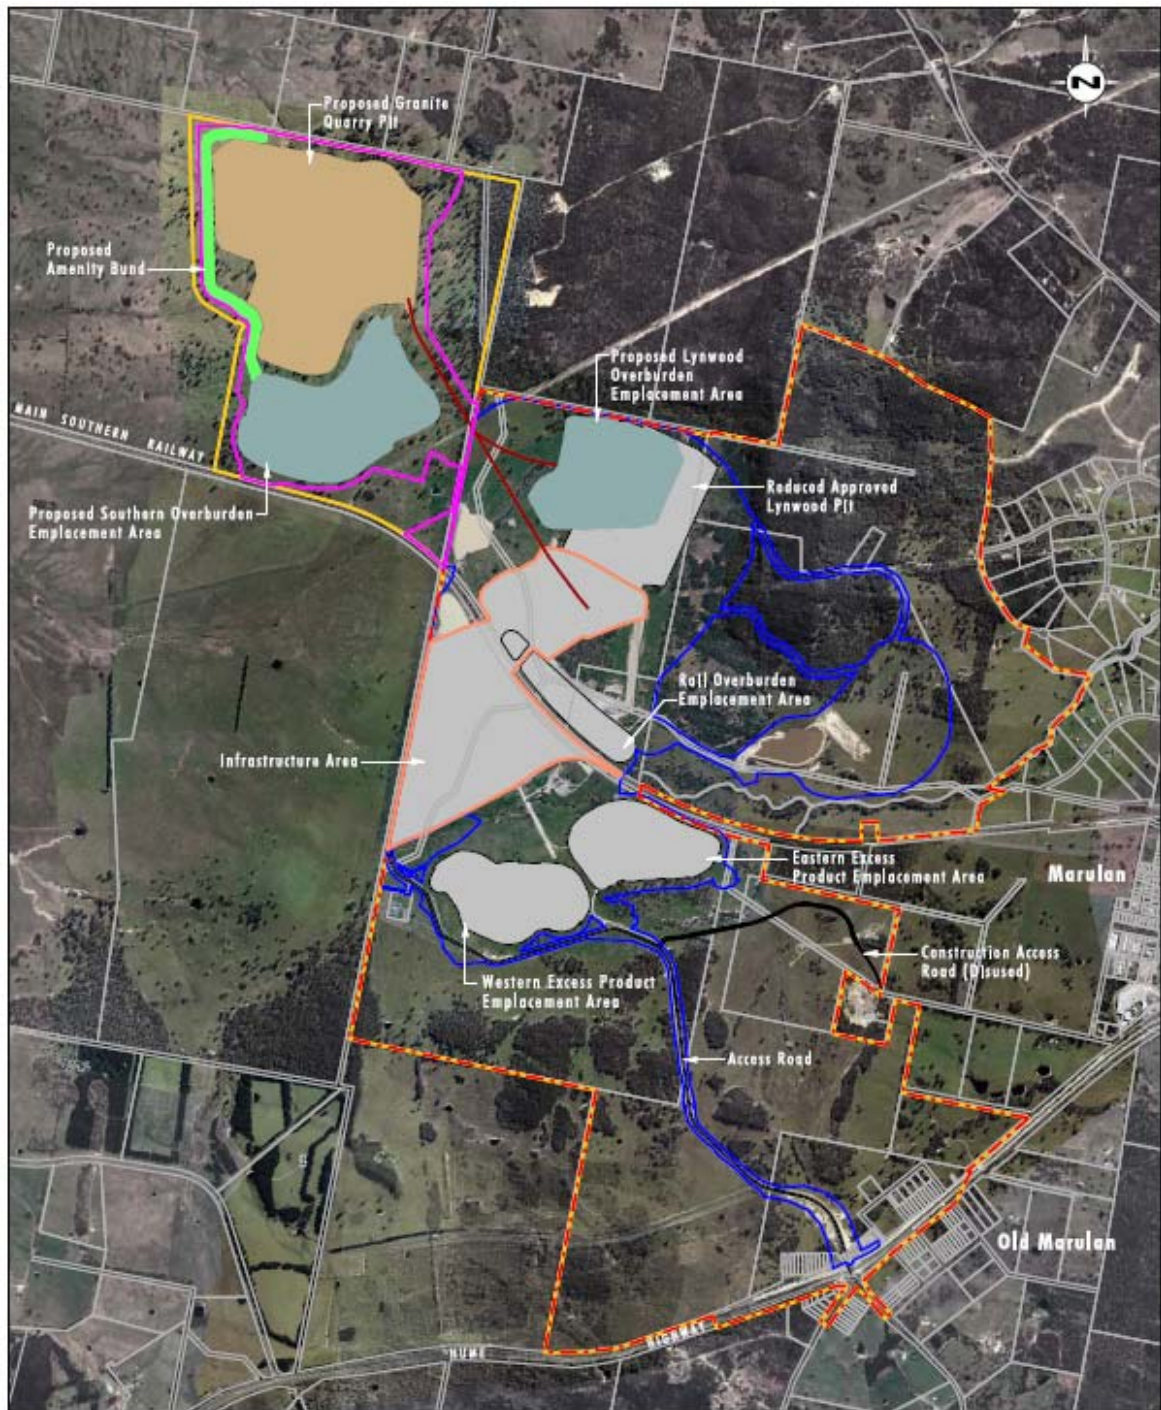 N
Proposed Granite
Quarry Pit
Proposed
Amenity Bund
Proposed Lynwood
Overburden
Emplacement Area
MAIN SOUTHERN RAILWAY
Reduced Approved
Lynwood Pit
Proposed Southern Overburden
Emplacement Area
Rail Overburden
Emplacement Area
Infrastructure Area
Eastern Excess
Product Emplacement Area
Marulan
Construction Access
Road (Disused)
Western Excess Product
Emplacement Area
Access Road
Old Marulan
HUME HIGHWAY